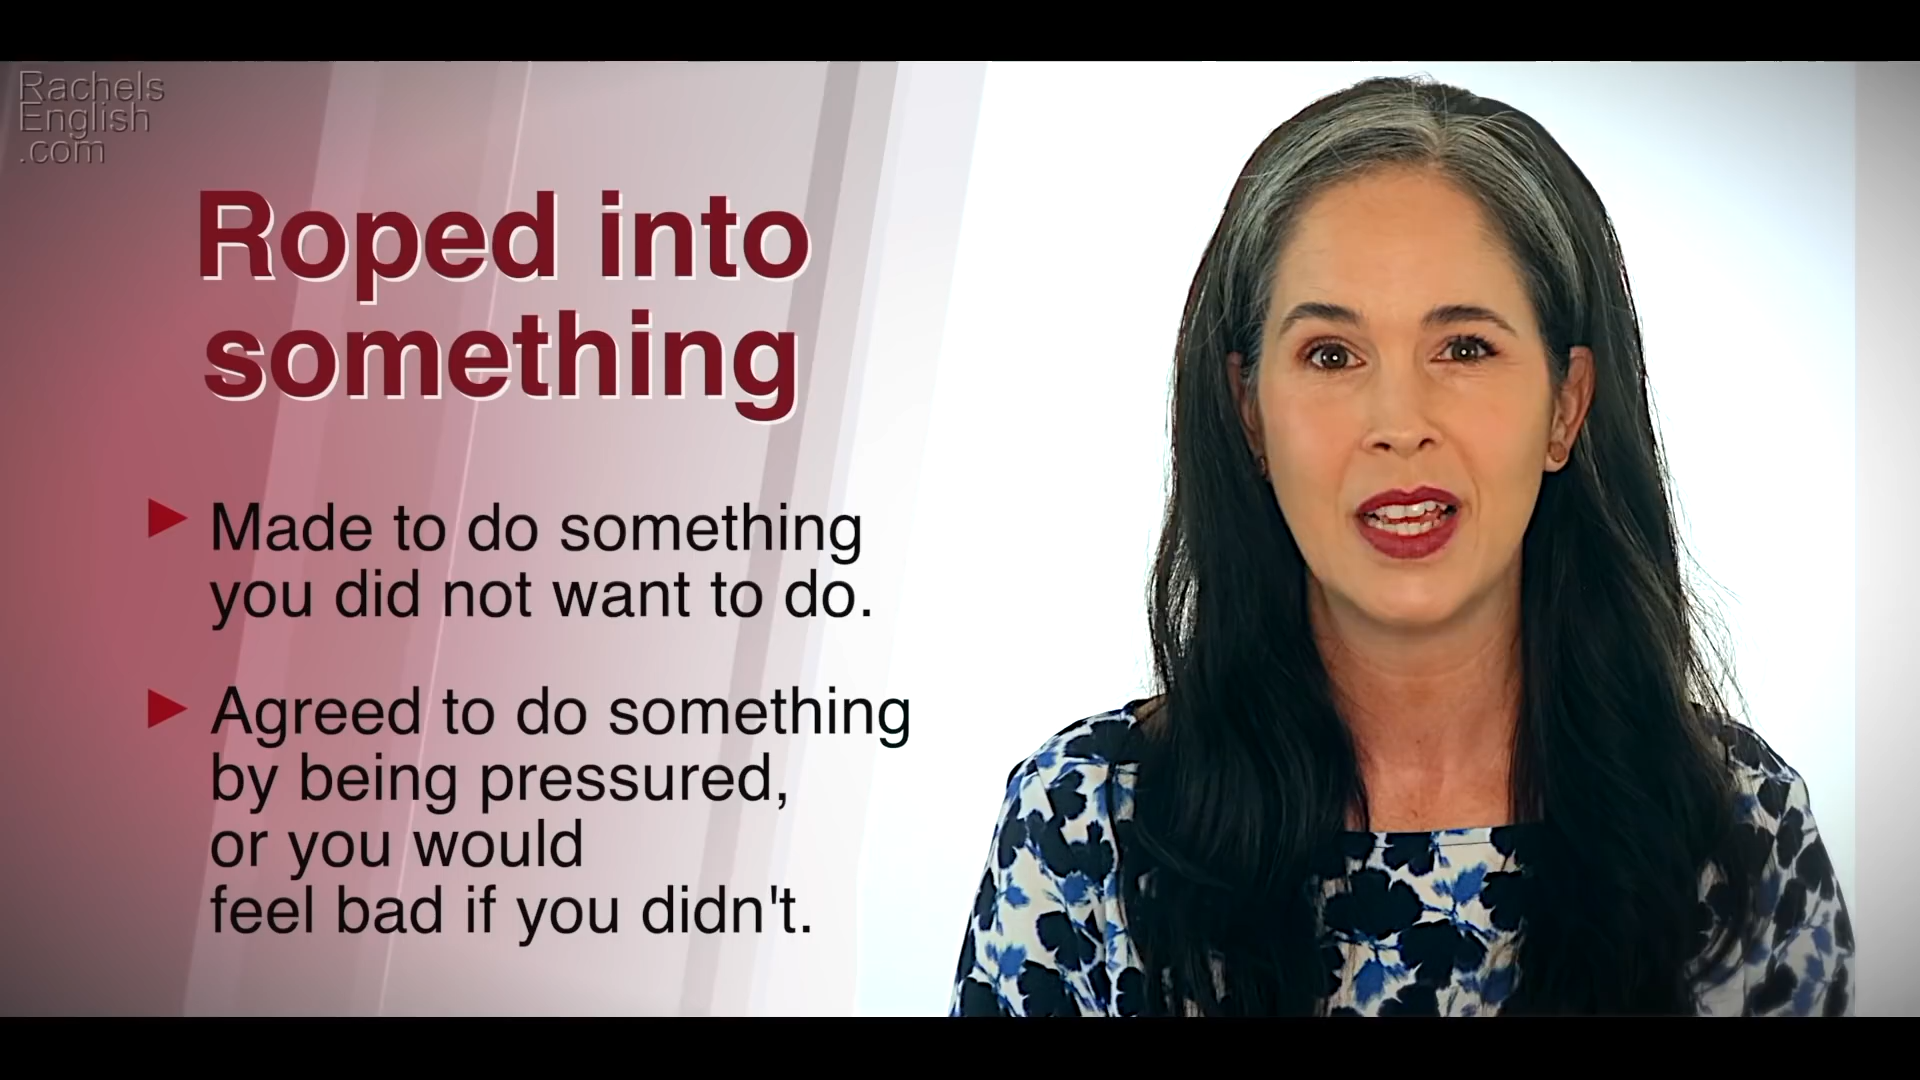 Rachels
English
.com
Roped into
something
Made to do something
you did not want to do.
Agreed to do something
by being pressured,
or you would
feel bad if you didn't.